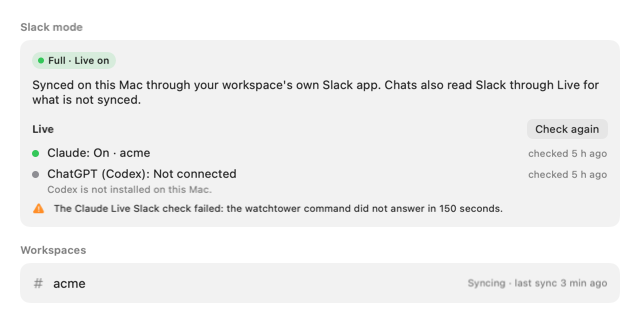 Slack mode
Full · Live on
Synced on this Mac through your workspace's own Slack app. Chats also read Slack through Live for
what is not synced.
Live
Check again
Claude: On · acme
checked 5 h ago
ChatGPT (Codex): Not connected
checked 5 h ago
Codex is not installed on this Mac.
The Claude Live Slack check failed: the watchtower command did not answer in 150 seconds.
Workspaces
# acme
Syncing · last sync 3 min ago